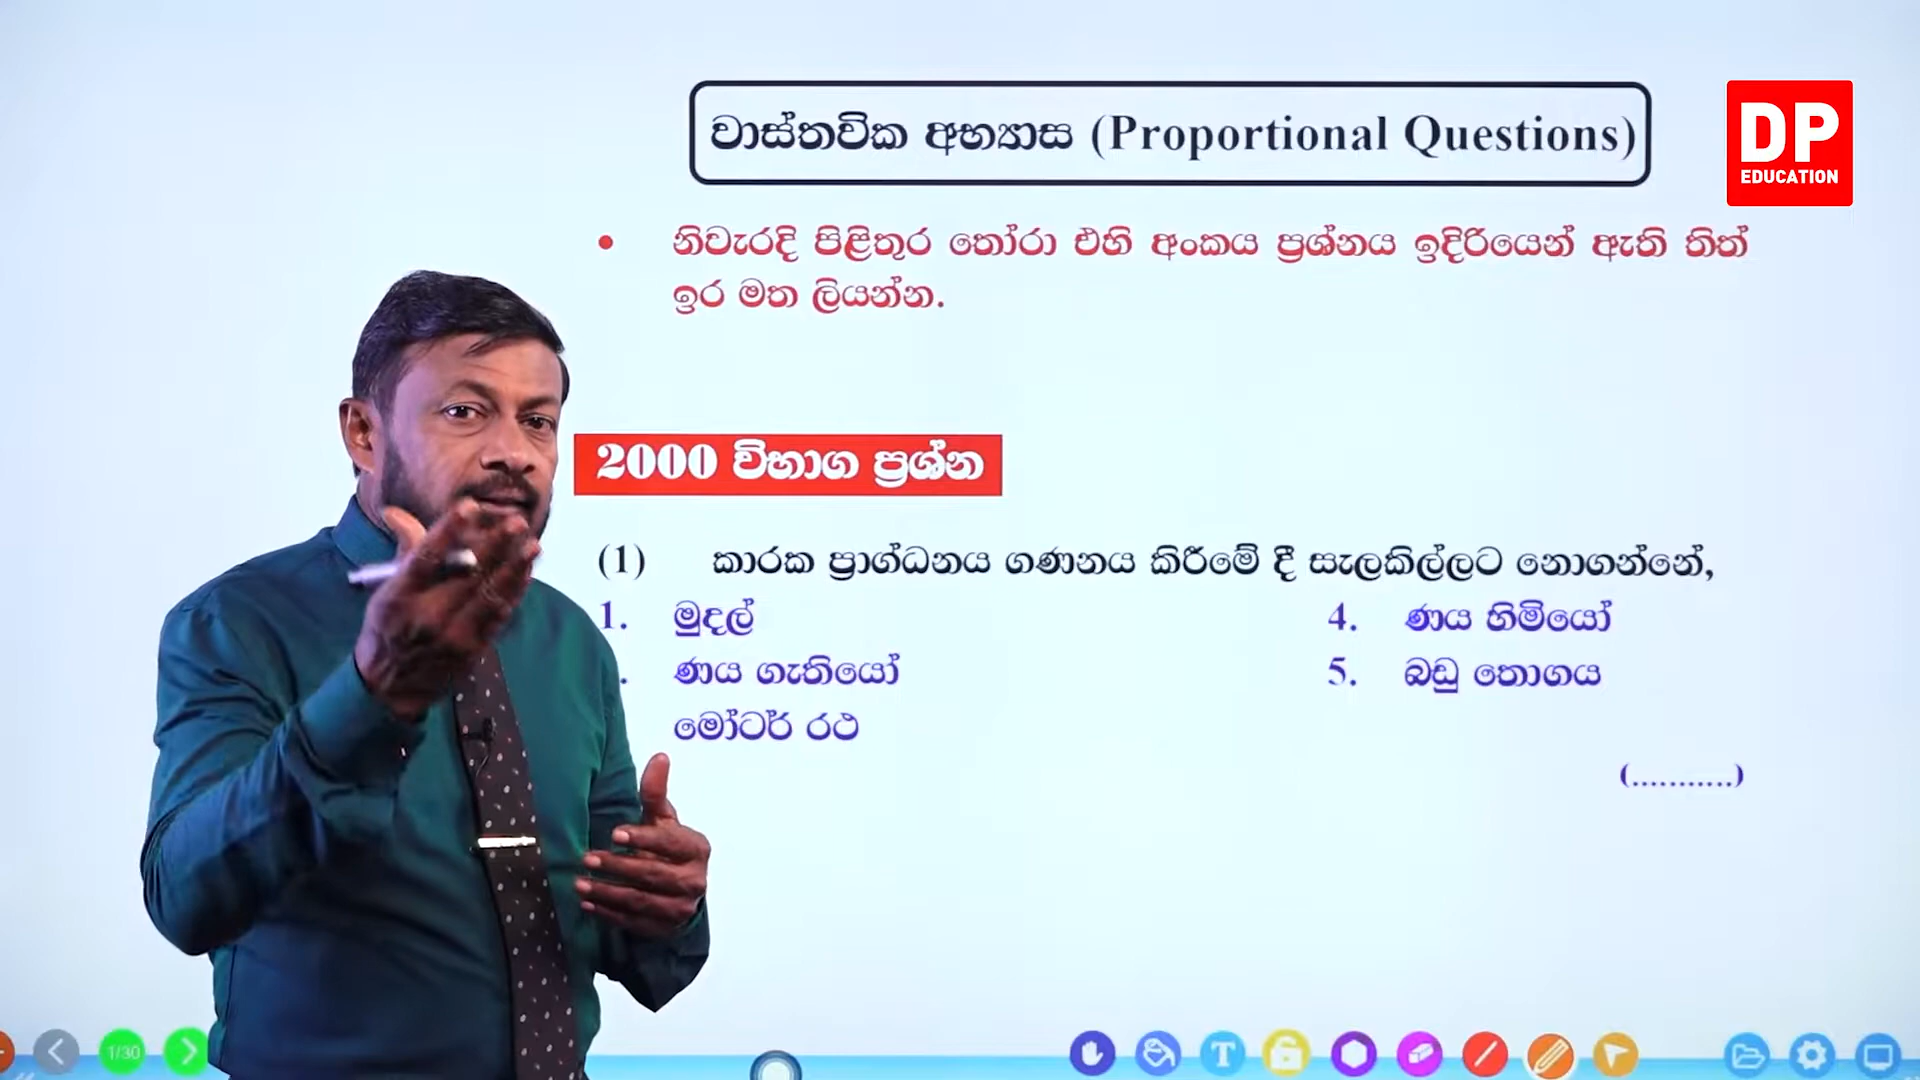 වාස්තවික අභ්‍යාස (Proportional Questions)
DP
EDUCATION
• නිවැරදි පිළිතුර තෝරා එහි අංකය ප්‍රශ්නය ඉදිරියෙන් ඇති තිත්
ඉර මත ලියන්න.
2000 විභාග ප්‍රශ්න
(1) කාරක ප්‍රාග්ධනය ගණනය කිරීමේ දී සැලකිල්ලට නොගන්නේ,
1. මුදල්
4. ණය හිමියෝ
. ණය ගැතියෝ
5. බඩු තොගය
මෝටර් රථ
(...........)
1/30
T